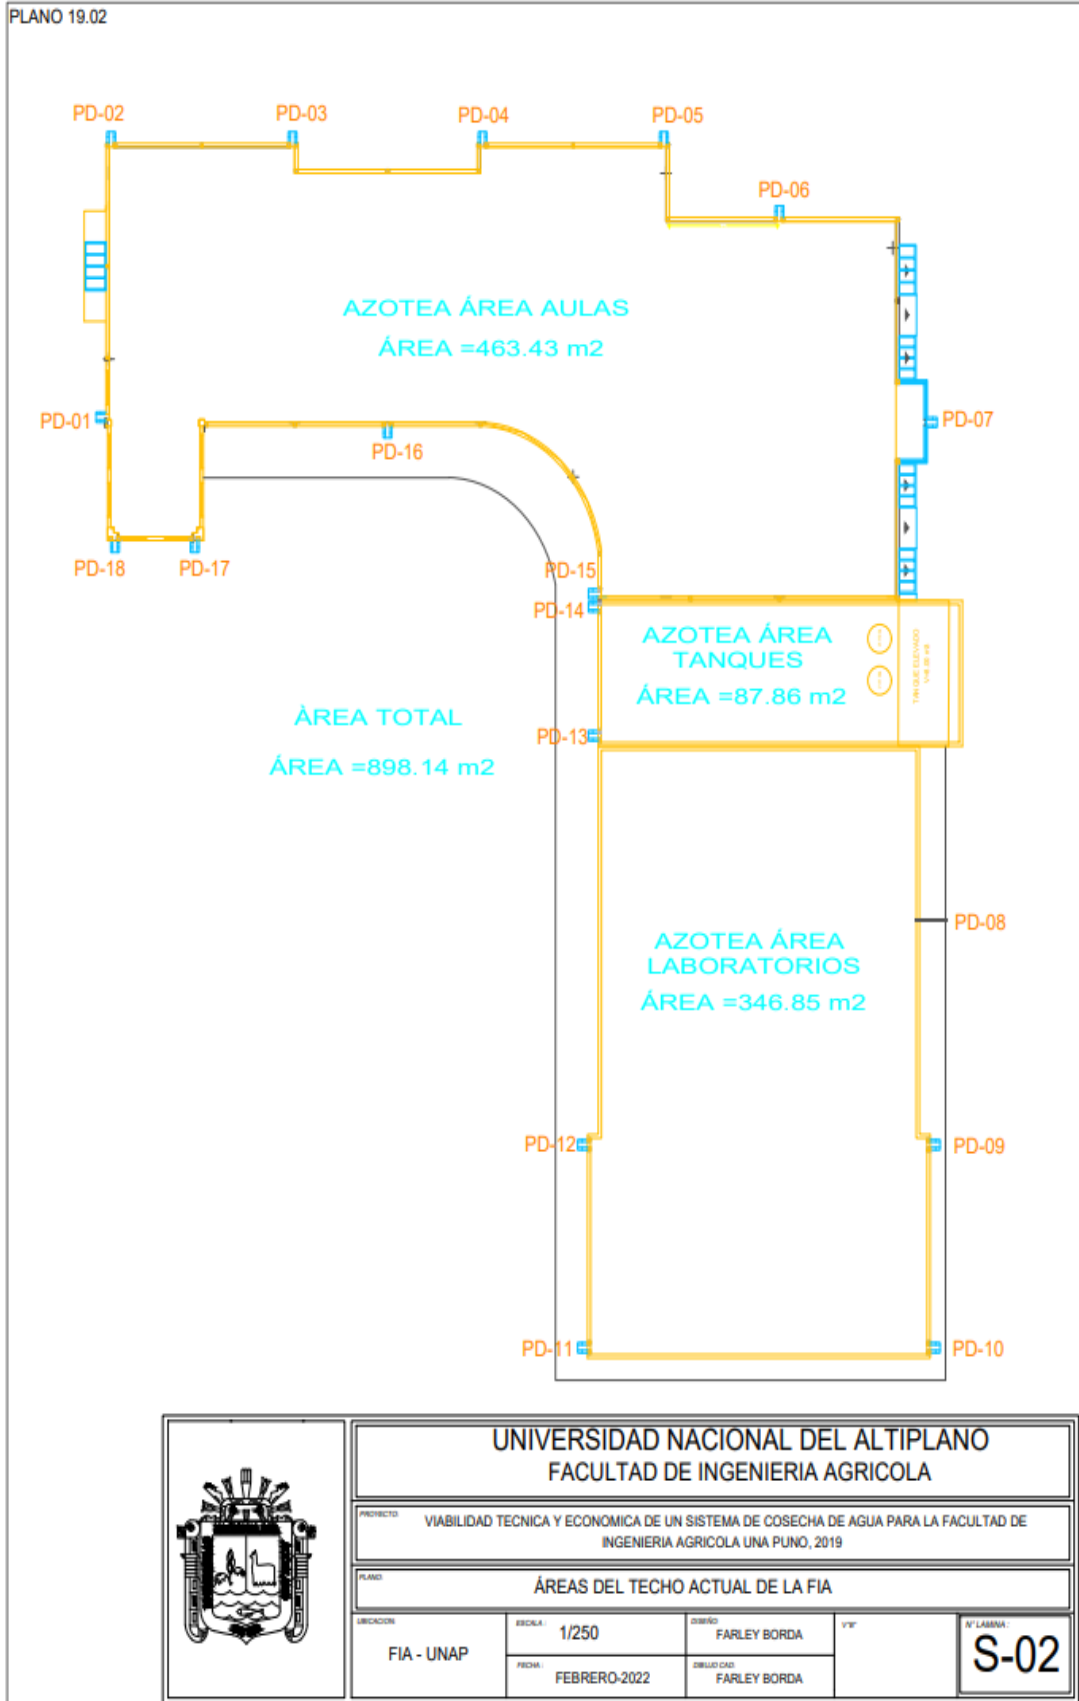 PLANO 19.02
PD-02
PD-03
PD-04
PD-05
PD-06
AZOTEA ÁREA AULAS
ÁREA =463.43 m2
PD-01
PD-07
PD-16
PD-18
PD-17
PD-15
PD-14
AZOTEA ÁREA
TANQUES
ÁREA =87.86 m2
TANQUE ELEVADO
PD-13
ÀREA TOTAL
ÁREA =898.14 m2
PD-08
AZOTEA ÁREA
LABORATORIOS
ÁREA =346.85 m2
PD-12
PD-09
PD-11
PD-10
UNIVERSIDAD NACIONAL DEL ALTIPLANO
FACULTAD DE INGENIERIA AGRICOLA
PROYECTO:
VIABILIDAD TECNICA Y ECONOMICA DE UN SISTEMA DE COSECHA DE AGUA PARA LA FACULTAD DE
INGENIERIA AGRICOLA UNA PUNO, 2019
PLANO:
ÁREAS DEL TECHO ACTUAL DE LA FIA
UBICACION:
FIA - UNAP
ESCALA :
1/250
FECHA :
FEBRERO-2022
DISEÑO:
FARLEY BORDA
DIBUJO CAD:
FARLEY BORDA
V°B°
N° LAMINA :
S-02